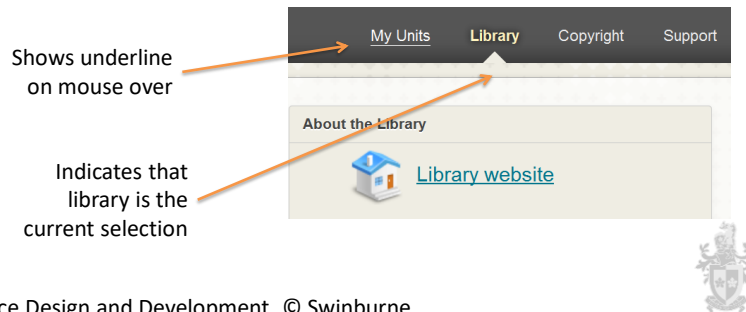 My Units Library Copyright Support
Shows underline
on mouse over
About the Library
Library website
Indicates that
library is the
current selection
ce Design and Development © Swinburne